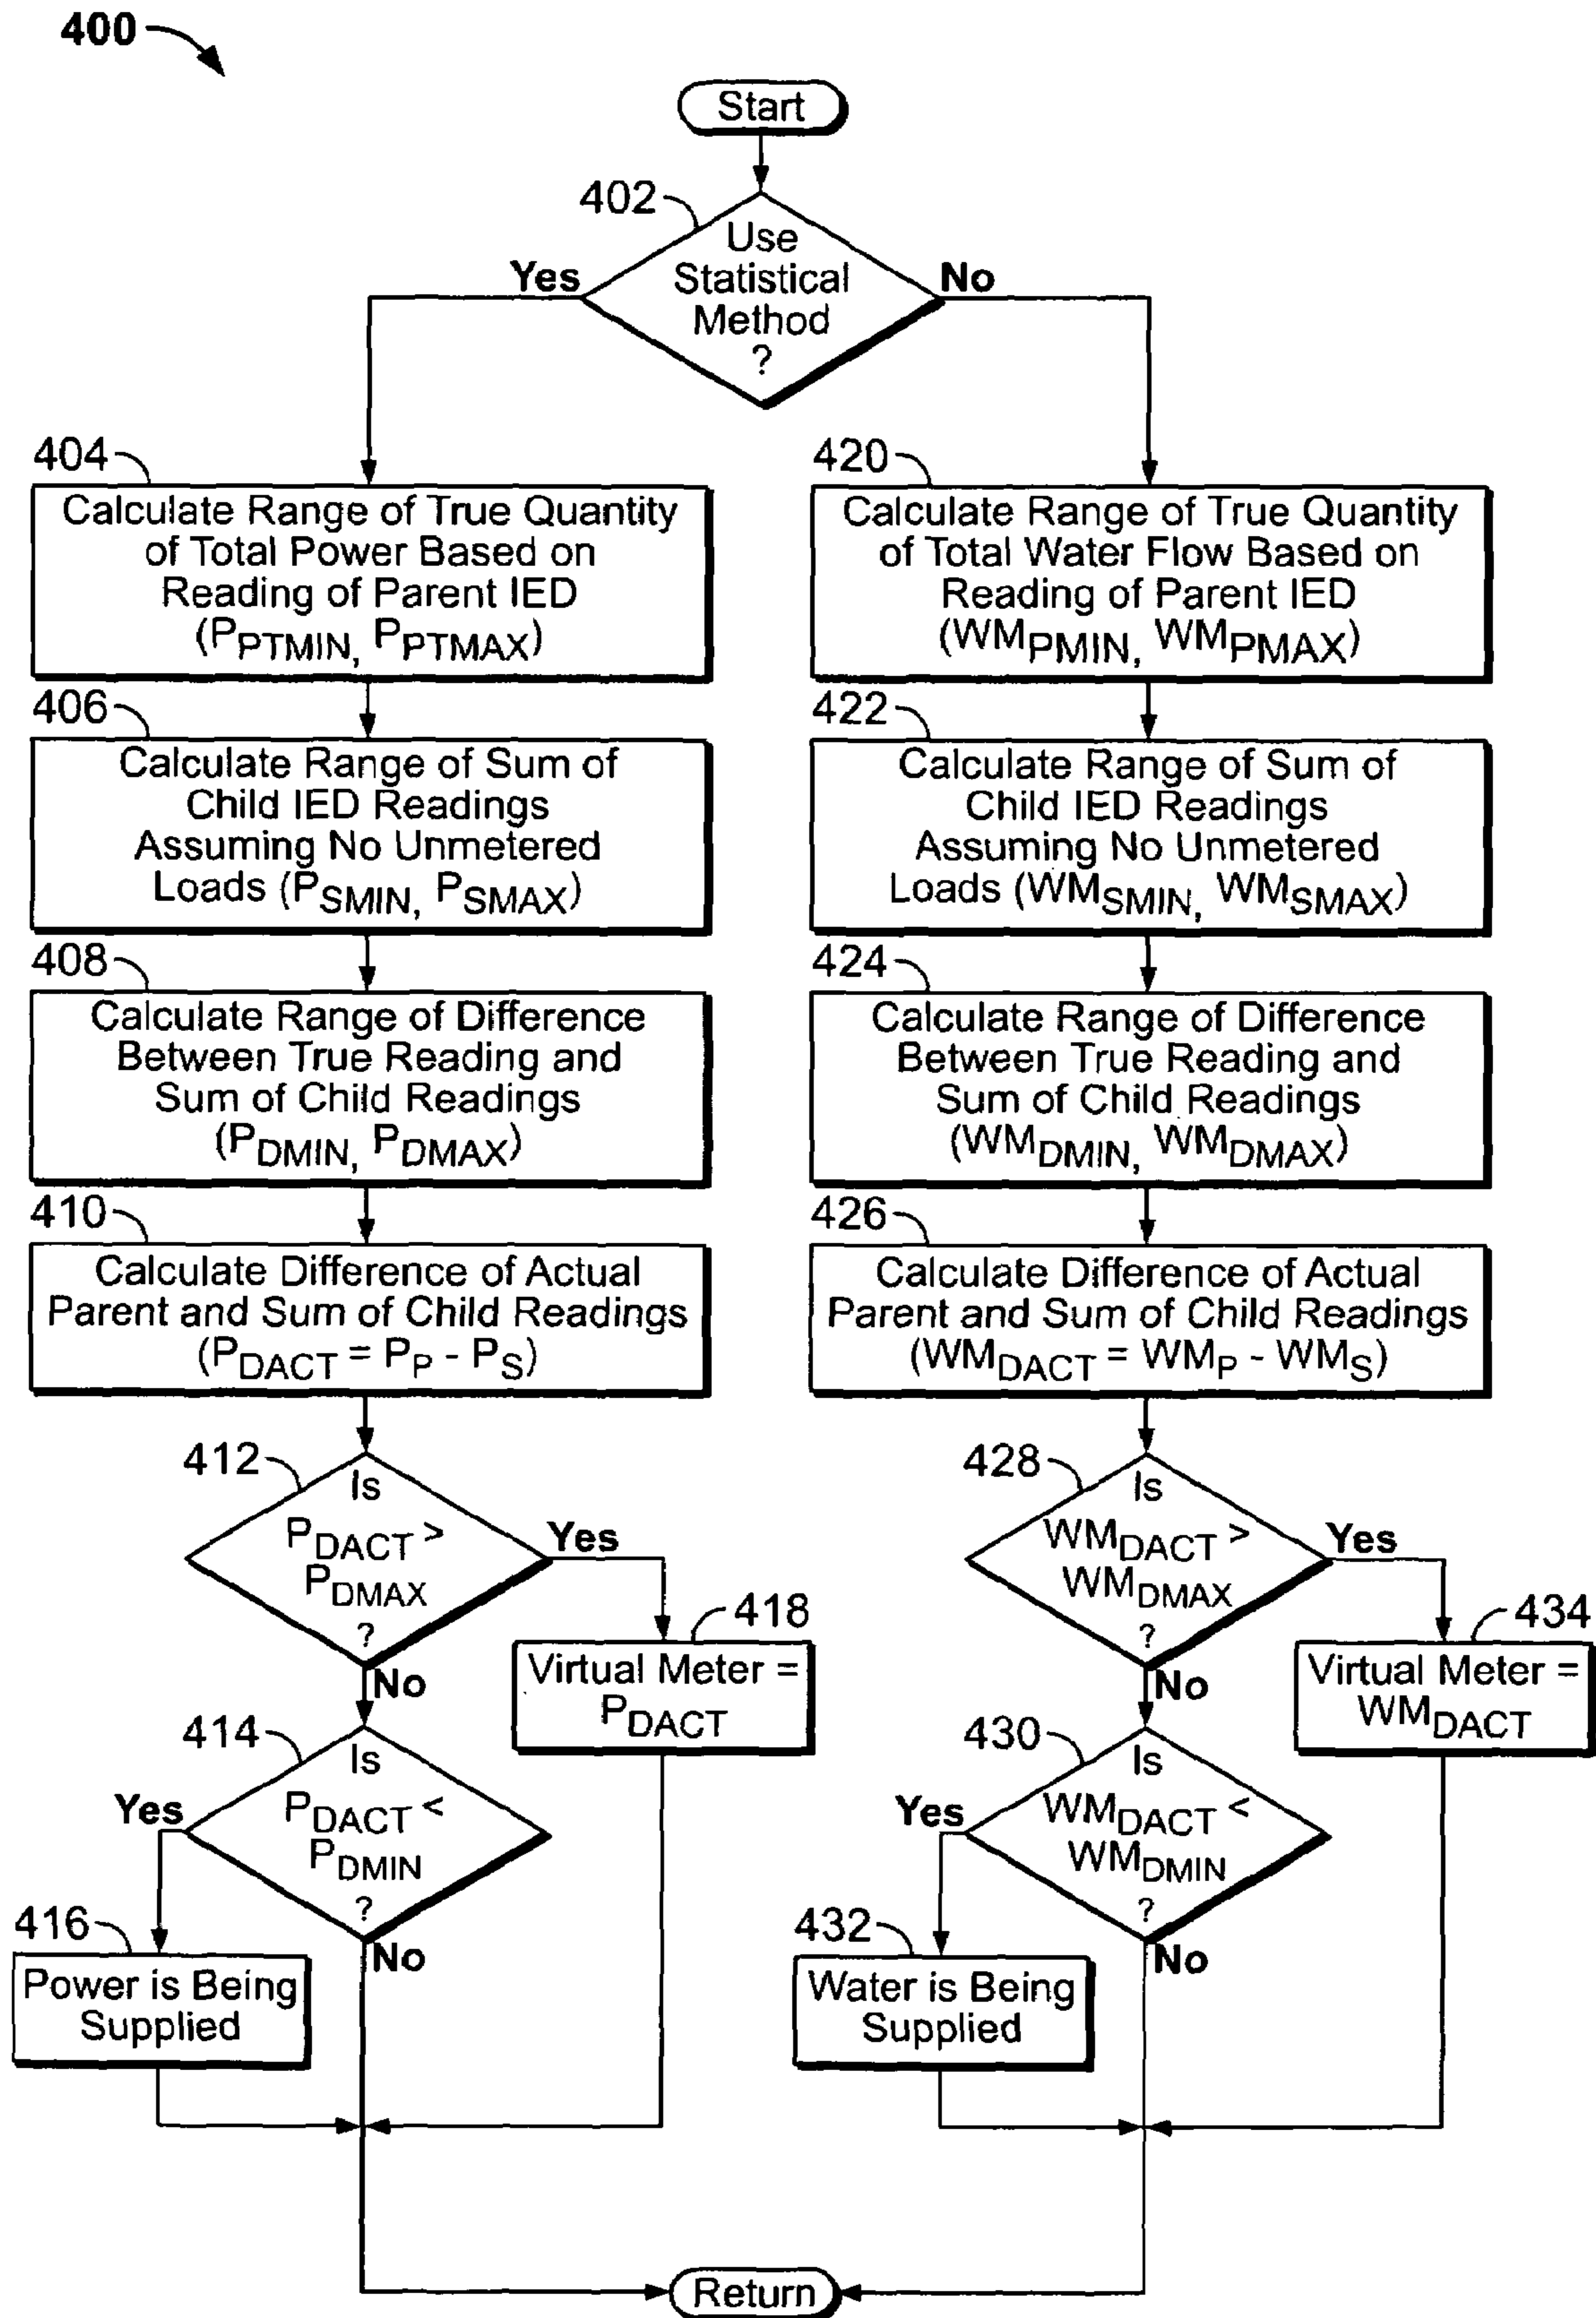 400
Start
402
Use
Statistical
Method
?
Yes
No
404
Calculate Range of True Quantity
of Total Power Based on
Reading of Parent IED
(PPTMIN, PPTMAX)
406
Calculate Range of Sum of
Child IED Readings
Assuming No Unmetered
Loads (PSMIN, PSMAX)
408
Calculate Range of Difference
Between True Reading and
Sum of Child Readings
(PDMIN, PDMAX)
410
Calculate Difference of Actual
Parent and Sum of Child Readings
(PDACT = PP - PS)
412
Is
PDACT >
PDMAX
?
Yes
No
418
Virtual Meter =
PDACT
414
Is
PDACT <
PDMIN
?
Yes
No
416
Power is Being
Supplied
420
Calculate Range of True Quantity
of Total Water Flow Based on
Reading of Parent IED
(WMPMIN, WMPMAX)
422
Calculate Range of Sum of
Child IED Readings
Assuming No Unmetered
Loads (WMSMIN, WMSMAX)
424
Calculate Range of Difference
Between True Reading and
Sum of Child Readings
(WMDMIN, WMDMAX)
426
Calculate Difference of Actual
Parent and Sum of Child Readings
(WMDACT = WMP - WMS)
428
Is
WMDACT >
WMDMAX
?
Yes
No
434
Virtual Meter =
WMDACT
430
Is
WMDACT <
WMDMIN
?
Yes
No
432
Water is Being
Supplied
Return